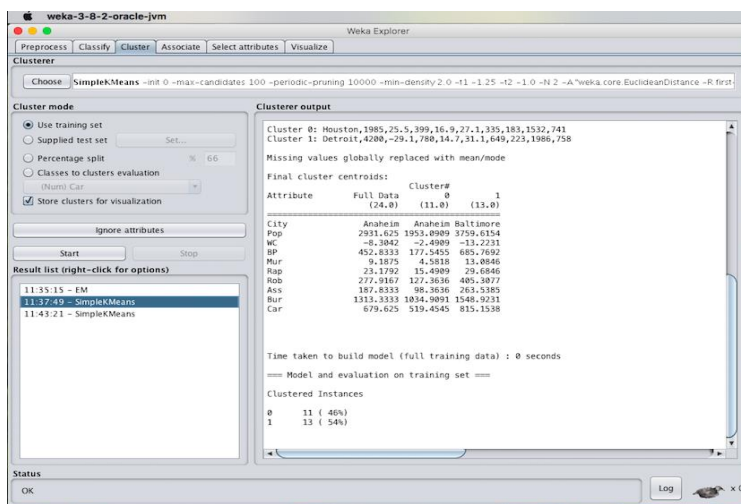 weka-3-8-2-oracle-jvm
Weka Explorer
Preprocess Classify Cluster Associate Select attributes Visualize
Clusterer
Choose SimpleKMeans -init 0 -max-candidates 100 -periodic-pruning 10000 -min-density 2.0 -t1 -1.25 -t2 -1.0 -N 2 -A "weka.core.EuclideanDistance -R first-
Cluster mode
Use training set
Supplied test set Set...
Percentage split % 66
Classes to clusters evaluation
(Num) Car
Store clusters for visualization
Ignore attributes
Start Stop
Result list (right-click for options)
11:35:15 - EM
11:37:49 - SimpleKMeans
11:43:21 - SimpleKMeans
Clusterer output
Cluster 0: Houston,1985,25.5,399,16.9,27.1,335,183,1532,741
Cluster 1: Detroit,4200,-29.1,780,14.7,31.1,649,223,1986,758
Missing values globally replaced with mean/mode
Final cluster centroids:
Cluster#
Attribute Full Data 0 1
(24.0) (11.0) (13.0)
City Anaheim Anaheim Baltimore
Pop 2931.625 1953.0909 3759.6154
WC -8.3042 -2.4909 -13.2231
BP 452.8333 177.5455 685.7692
Mur 9.1875 4.5818 13.0846
Rap 23.1792 15.4909 29.6846
Rob 277.9167 127.3636 405.3077
Ass 187.8333 98.3636 263.5385
Bur 1313.3333 1034.9091 1548.9231
Car 679.625 519.4545 815.1538
Time taken to build model (full training data) : 0 seconds
=== Model and evaluation on training set ===
Clustered Instances
0 11 ( 46%)
1 13 ( 54%)
Status
OK
Log
x 0